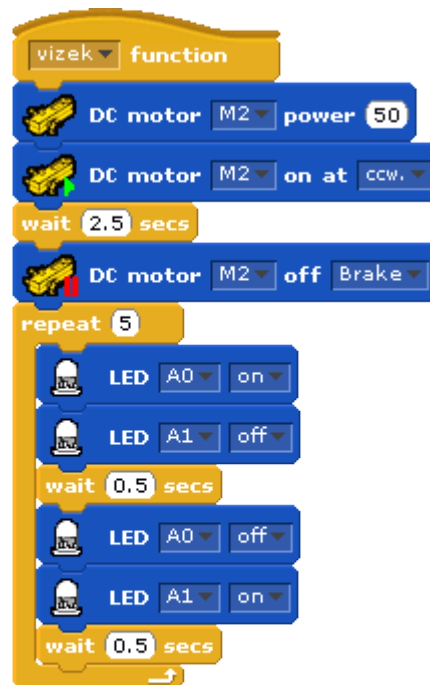 vizek function
DC motor M2 power 50
DC motor M2 on at ccw.
wait 2.5 secs
DC motor M2 off Brake
repeat 5
LED A0 on
LED A1 off
wait 0.5 secs
LED A0 off
LED A1 on
wait 0.5 secs